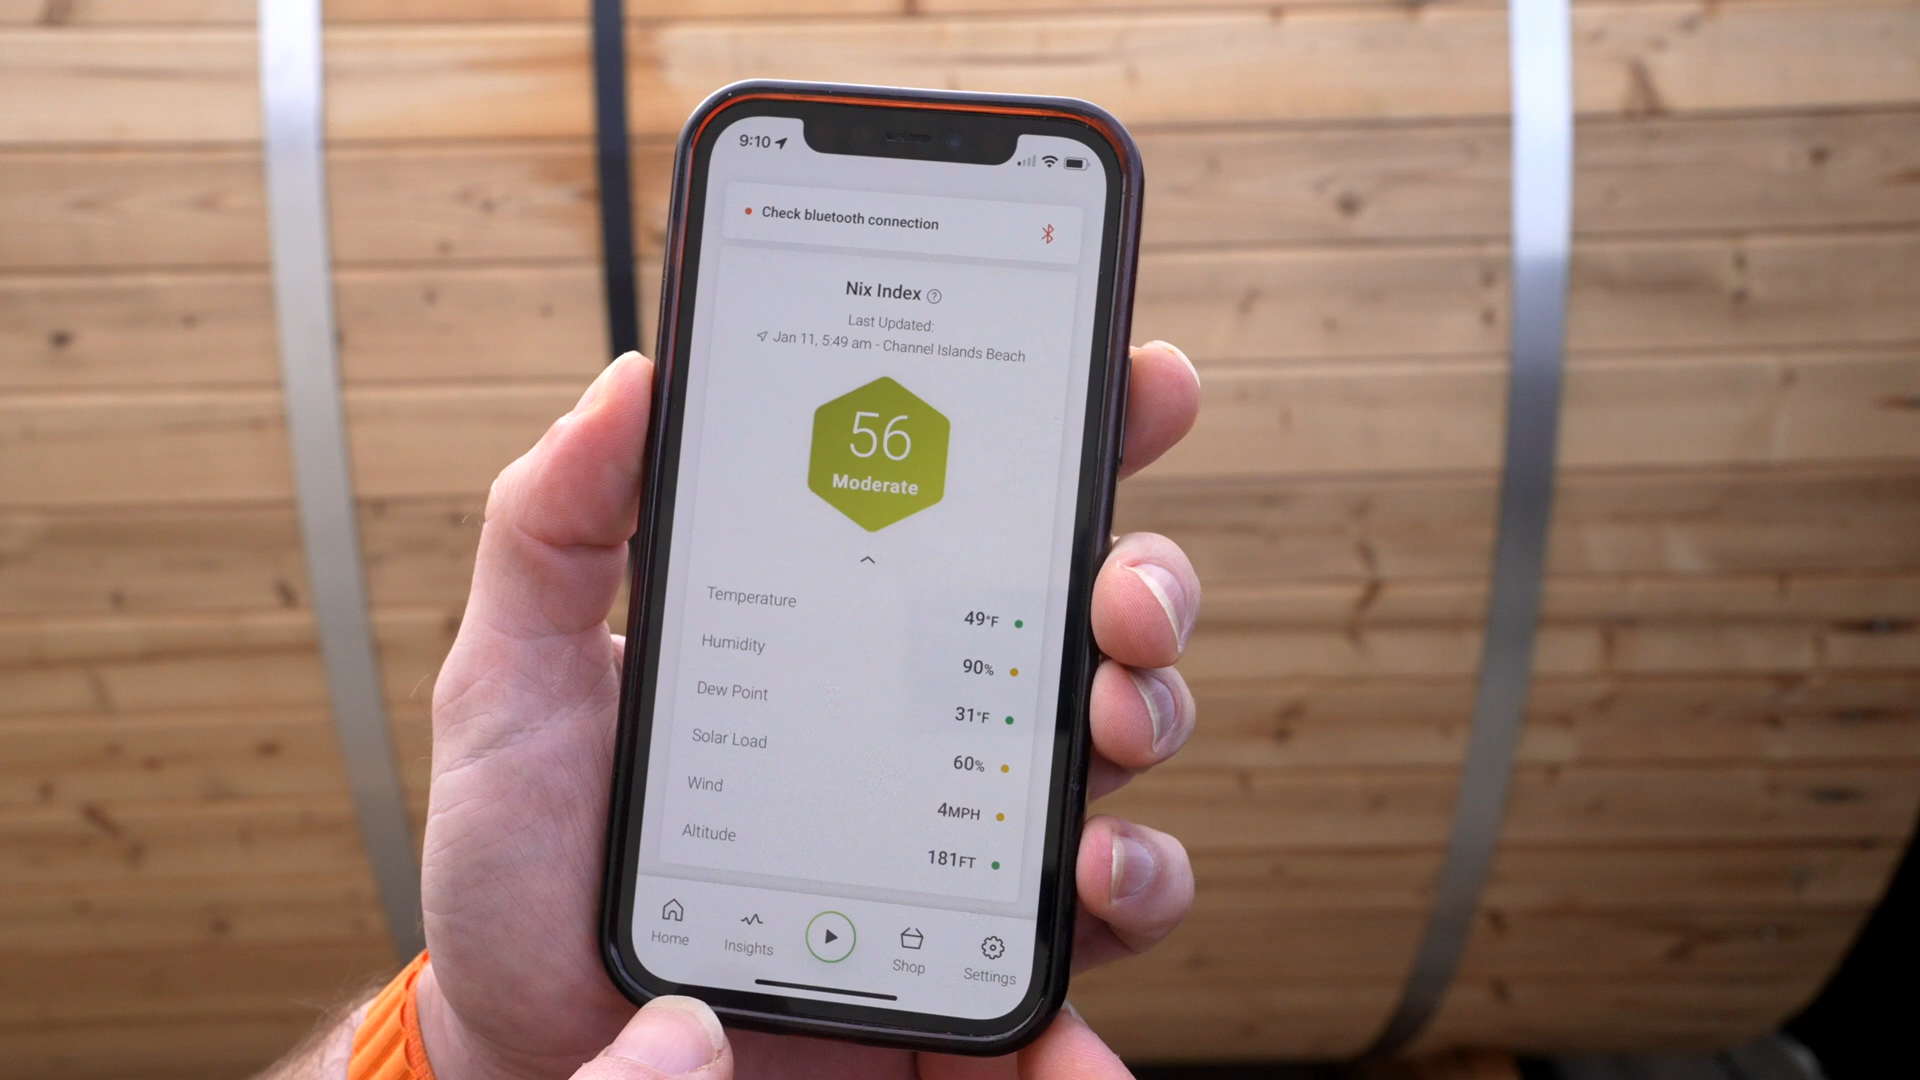 9:10
Check bluetooth connection
Nix Index ?
Last Updated:
Jan 11, 5:49 am - Channel Islands Beach
56
Moderate
Temperature 49°F
Humidity 90%
Dew Point 31°F
Solar Load 60%
Wind 4MPH
Altitude 181FT
Home Insights Shop Settings